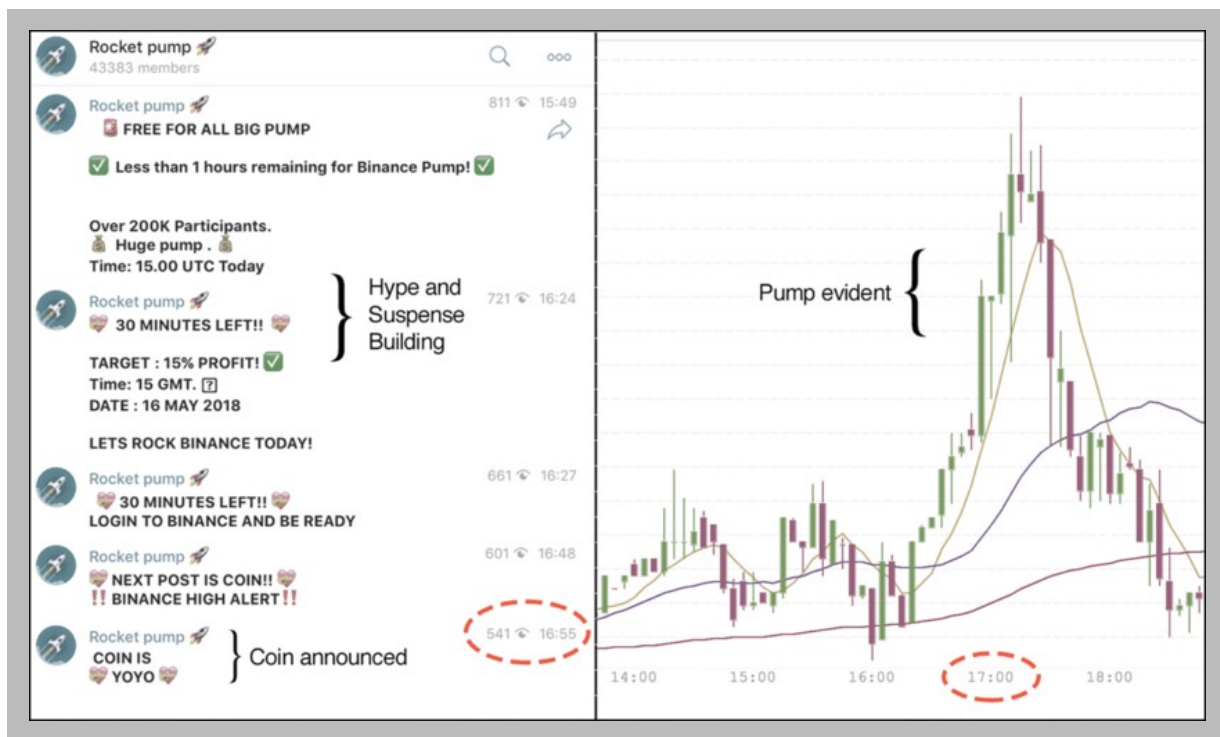 Rocket pump 🚀
43383 members
Rocket pump 🚀
811 15:49
🚨 FREE FOR ALL BIG PUMP
✅ Less than 1 hours remaining for Binance Pump! ✅
Over 200K Participants.
💰 Huge pump . 💰
Time: 15.00 UTC Today
Hype and
Suspense
Building
Rocket pump 🚀
721 16:24
💝 30 MINUTES LEFT!! 💝
TARGET : 15% PROFIT! ✅
Time: 15 GMT. ⍰
DATE : 16 MAY 2018
LETS ROCK BINANCE TODAY!
Rocket pump 🚀
661 16:27
💝 30 MINUTES LEFT!! 💝
LOGIN TO BINANCE AND BE READY
Rocket pump 🚀
601 16:48
💝 NEXT POST IS COIN!! 💝
‼️ BINANCE HIGH ALERT ‼️
Rocket pump 🚀
541 16:55
COIN IS
💝 YOYO 💝
Coin announced
Pump evident
14:00 15:00 16:00 17:00 18:00